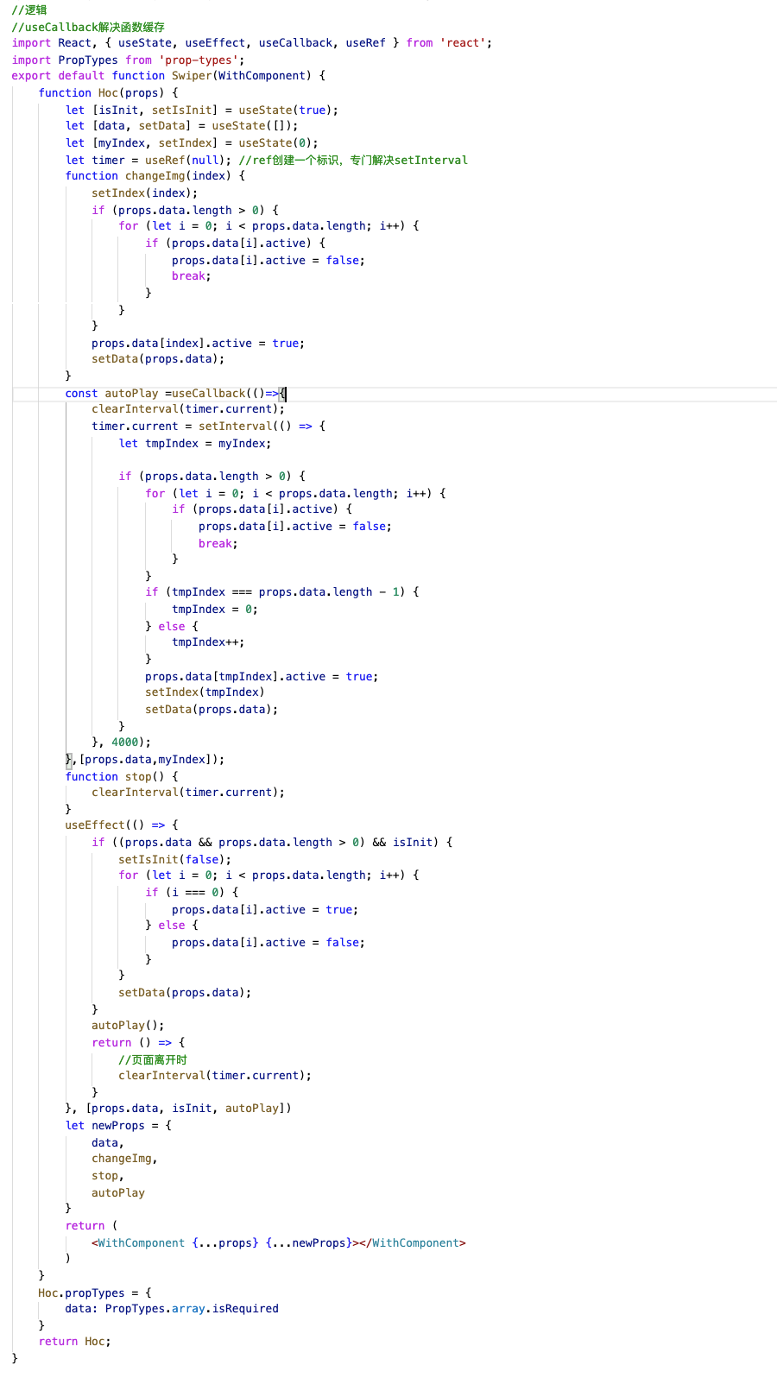 //逻辑
//useCallback解决函数缓存
import React, { useState, useEffect, useCallback, useRef } from 'react';
import PropTypes from 'prop-types';
export default function Swiper(WithComponent) {
    function Hoc(props) {
        let [isInit, setIsInit] = useState(true);
        let [data, setData] = useState([]);
        let [myIndex, setIndex] = useState(0);
        let timer = useRef(null); //ref创建一个标识，专门解决setInterval
        function changeImg(index) {
            setIndex(index);
            if (props.data.length > 0) {
                for (let i = 0; i < props.data.length; i++) {
                    if (props.data[i].active) {
                        props.data[i].active = false;
                        break;
                    }
                }
            }
            props.data[index].active = true;
            setData(props.data);
        }
        const autoPlay =useCallback(()=>{
            clearInterval(timer.current);
            timer.current = setInterval(() => {
                let tmpIndex = myIndex;

                if (props.data.length > 0) {
                    for (let i = 0; i < props.data.length; i++) {
                        if (props.data[i].active) {
                            props.data[i].active = false;
                            break;
                        }
                    }
                    if (tmpIndex === props.data.length - 1) {
                        tmpIndex = 0;
                    } else {
                        tmpIndex++;
                    }
                    props.data[tmpIndex].active = true;
                    setIndex(tmpIndex)
                    setData(props.data);
                }
            }, 4000);
        },[props.data,myIndex]);
        function stop() {
            clearInterval(timer.current);
        }
        useEffect(() => {
            if ((props.data && props.data.length > 0) && isInit) {
                setIsInit(false);
                for (let i = 0; i < props.data.length; i++) {
                    if (i === 0) {
                        props.data[i].active = true;
                    } else {
                        props.data[i].active = false;
                    }
                }
                setData(props.data);
            }
            autoPlay();
            return () => {
                //页面离开时
                clearInterval(timer.current);
            }
        }, [props.data, isInit, autoPlay])
        let newProps = {
            data,
            changeImg,
            stop,
            autoPlay
        }
        return (
            <WithComponent {...props} {...newProps}></WithComponent>
        )
    }
    Hoc.propTypes = {
        data: PropTypes.array.isRequired
    }
    return Hoc;
}